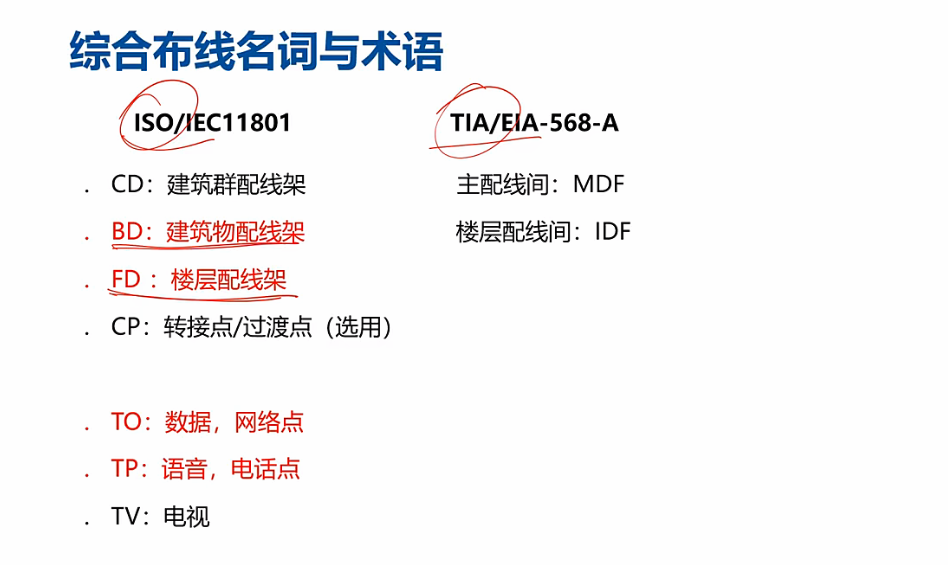 综合布线名词与术语
ISO/IEC11801 TIA/EIA-568-A
. CD：建筑群配线架 主配线间：MDF
. BD：建筑物配线架 楼层配线间：IDF
. FD ：楼层配线架
. CP：转接点/过渡点（选用）
. TO：数据，网络点
. TP：语音，电话点
. TV：电视